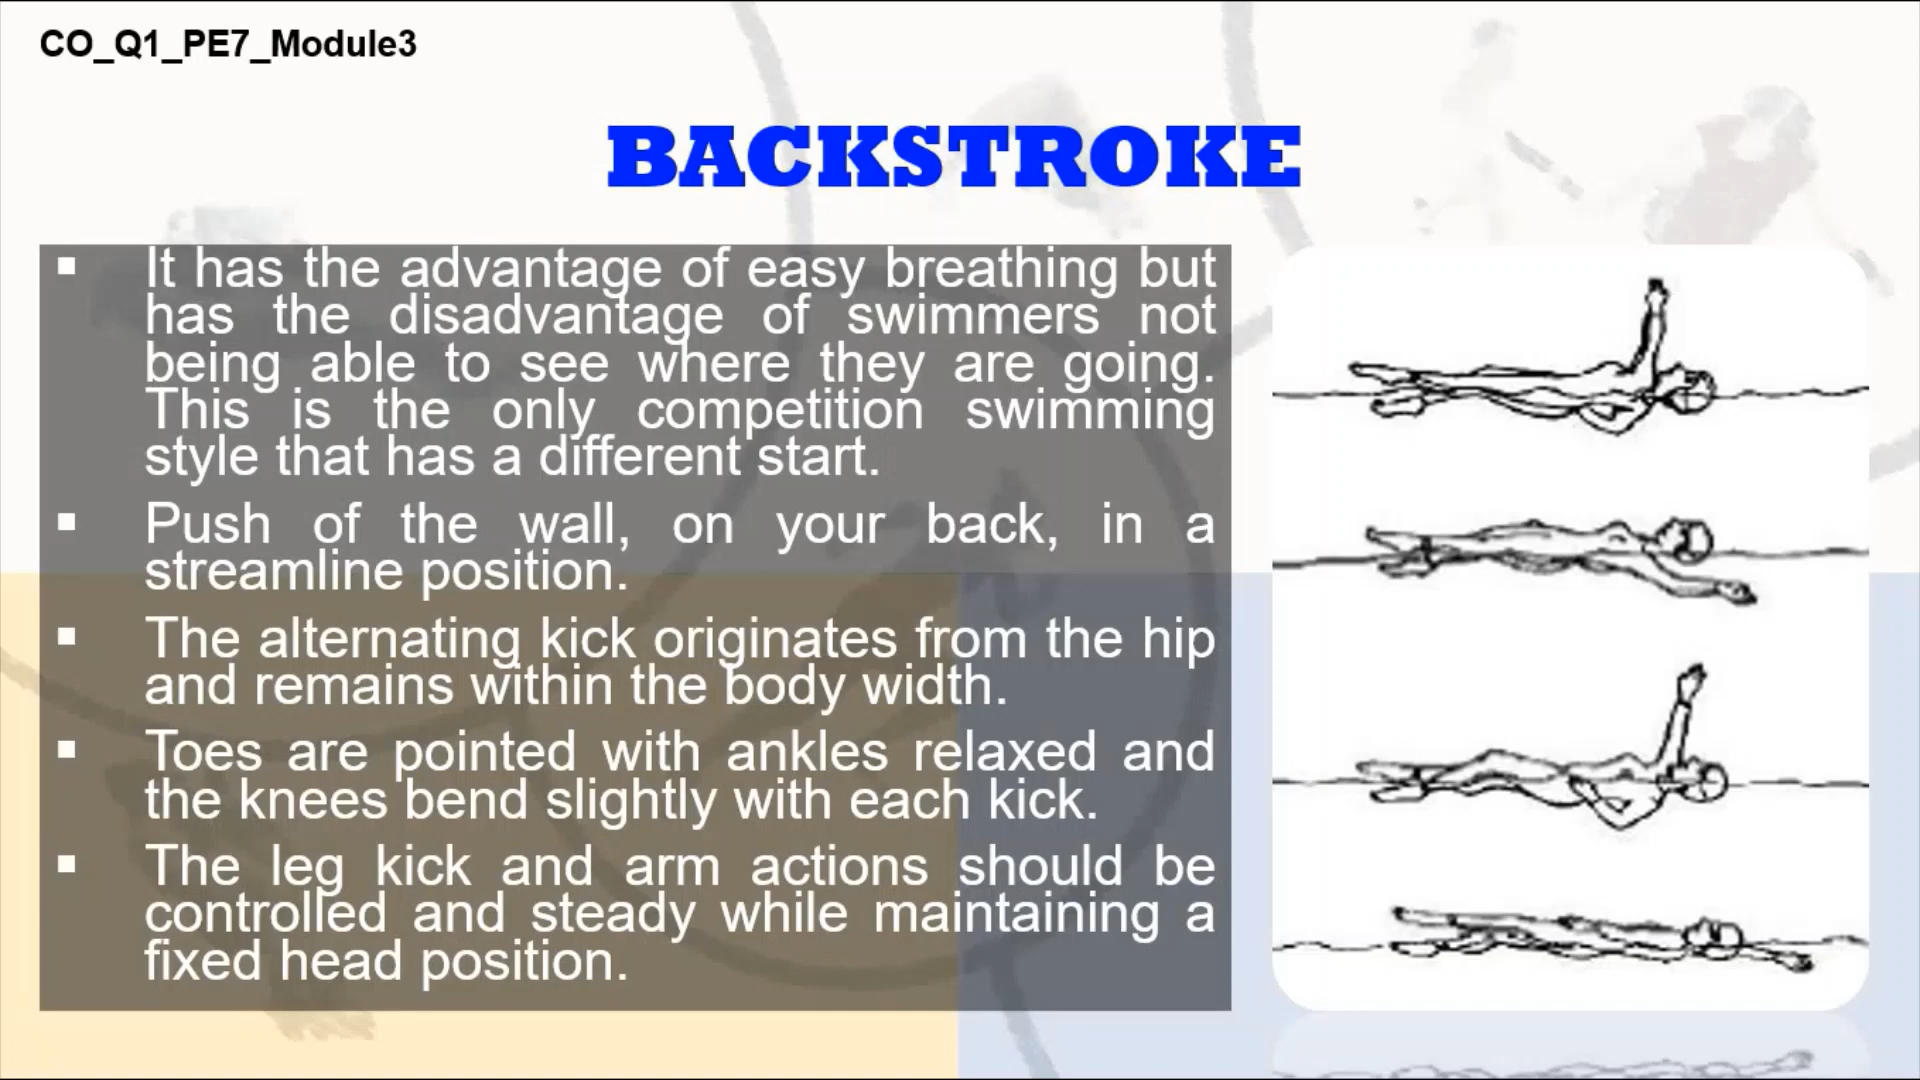 CO_Q1_PE7_Module3
BACKSTROKE
▪ It has the advantage of easy breathing but
has the disadvantage of swimmers not
being able to see where they are going.
This is the only competition swimming
style that has a different start.
▪ Push of the wall, on your back, in a
streamline position.
▪ The alternating kick originates from the hip
and remains within the body width.
▪ Toes are pointed with ankles relaxed and
the knees bend slightly with each kick.
▪ The leg kick and arm actions should be
controlled and steady while maintaining a
fixed head position.